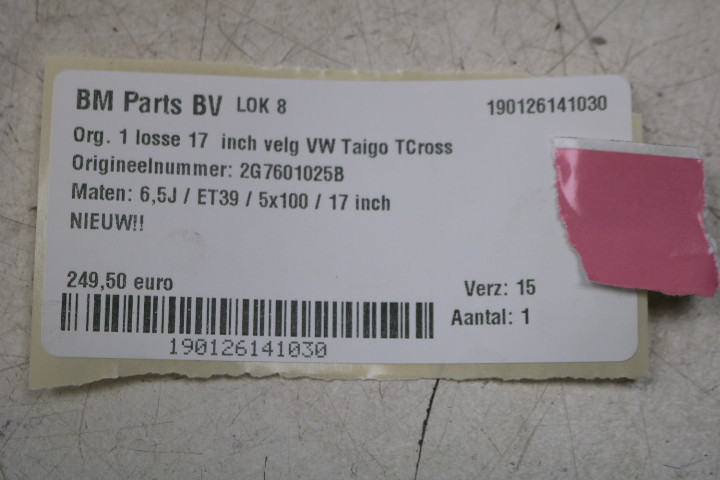 BM Parts BV LOK 8 190126141030
Org. 1 losse 17 inch velg VW Taigo TCross
Origineelnummer: 2G7601025B
Maten: 6,5J / ET39 / 5x100 / 17 inch
NIEUW!!
249,50 euro Verz: 15
Aantal: 1
190126141030